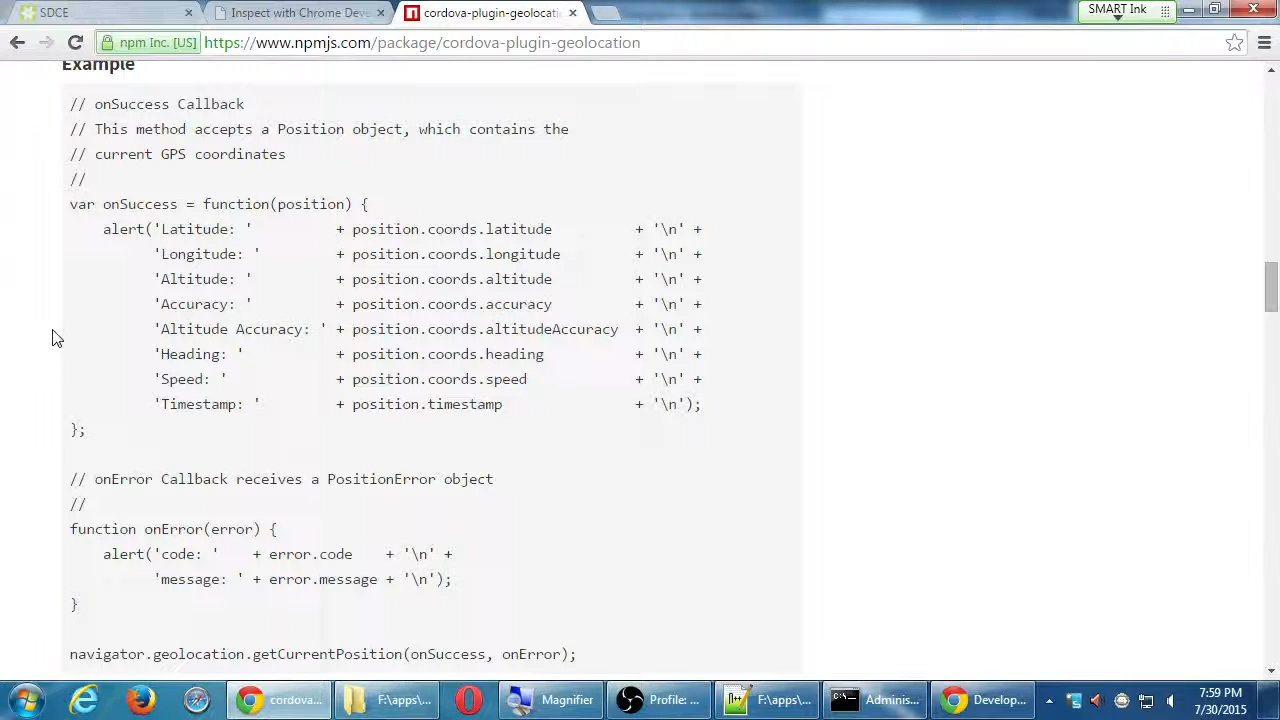 SDCE
Inspect with Chrome Deve
cordova-plugin-geolocati
SMART Ink
npm Inc. [US]
https://www.npmjs.com/package/cordova-plugin-geolocation
Example
// onSuccess Callback
// This method accepts a Position object, which contains the
// current GPS coordinates
//
var onSuccess = function(position) {
alert('Latitude: ' + position.coords.latitude + '\n' +
'Longitude: ' + position.coords.longitude + '\n' +
'Altitude: ' + position.coords.altitude + '\n' +
'Accuracy: ' + position.coords.accuracy + '\n' +
'Altitude Accuracy: ' + position.coords.altitudeAccuracy + '\n' +
'Heading: ' + position.coords.heading + '\n' +
'Speed: ' + position.coords.speed + '\n' +
'Timestamp: ' + position.timestamp + '\n');
};
// onError Callback receives a PositionError object
//
function onError(error) {
alert('code: ' + error.code + '\n' +
'message: ' + error.message + '\n');
}
navigator.geolocation.getCurrentPosition(onSuccess, onError);
cordova...
F:\apps\...
Magnifier
Profile: ...
F:\apps\...
Adminis...
Develop...
7:59 PM
7/30/2015